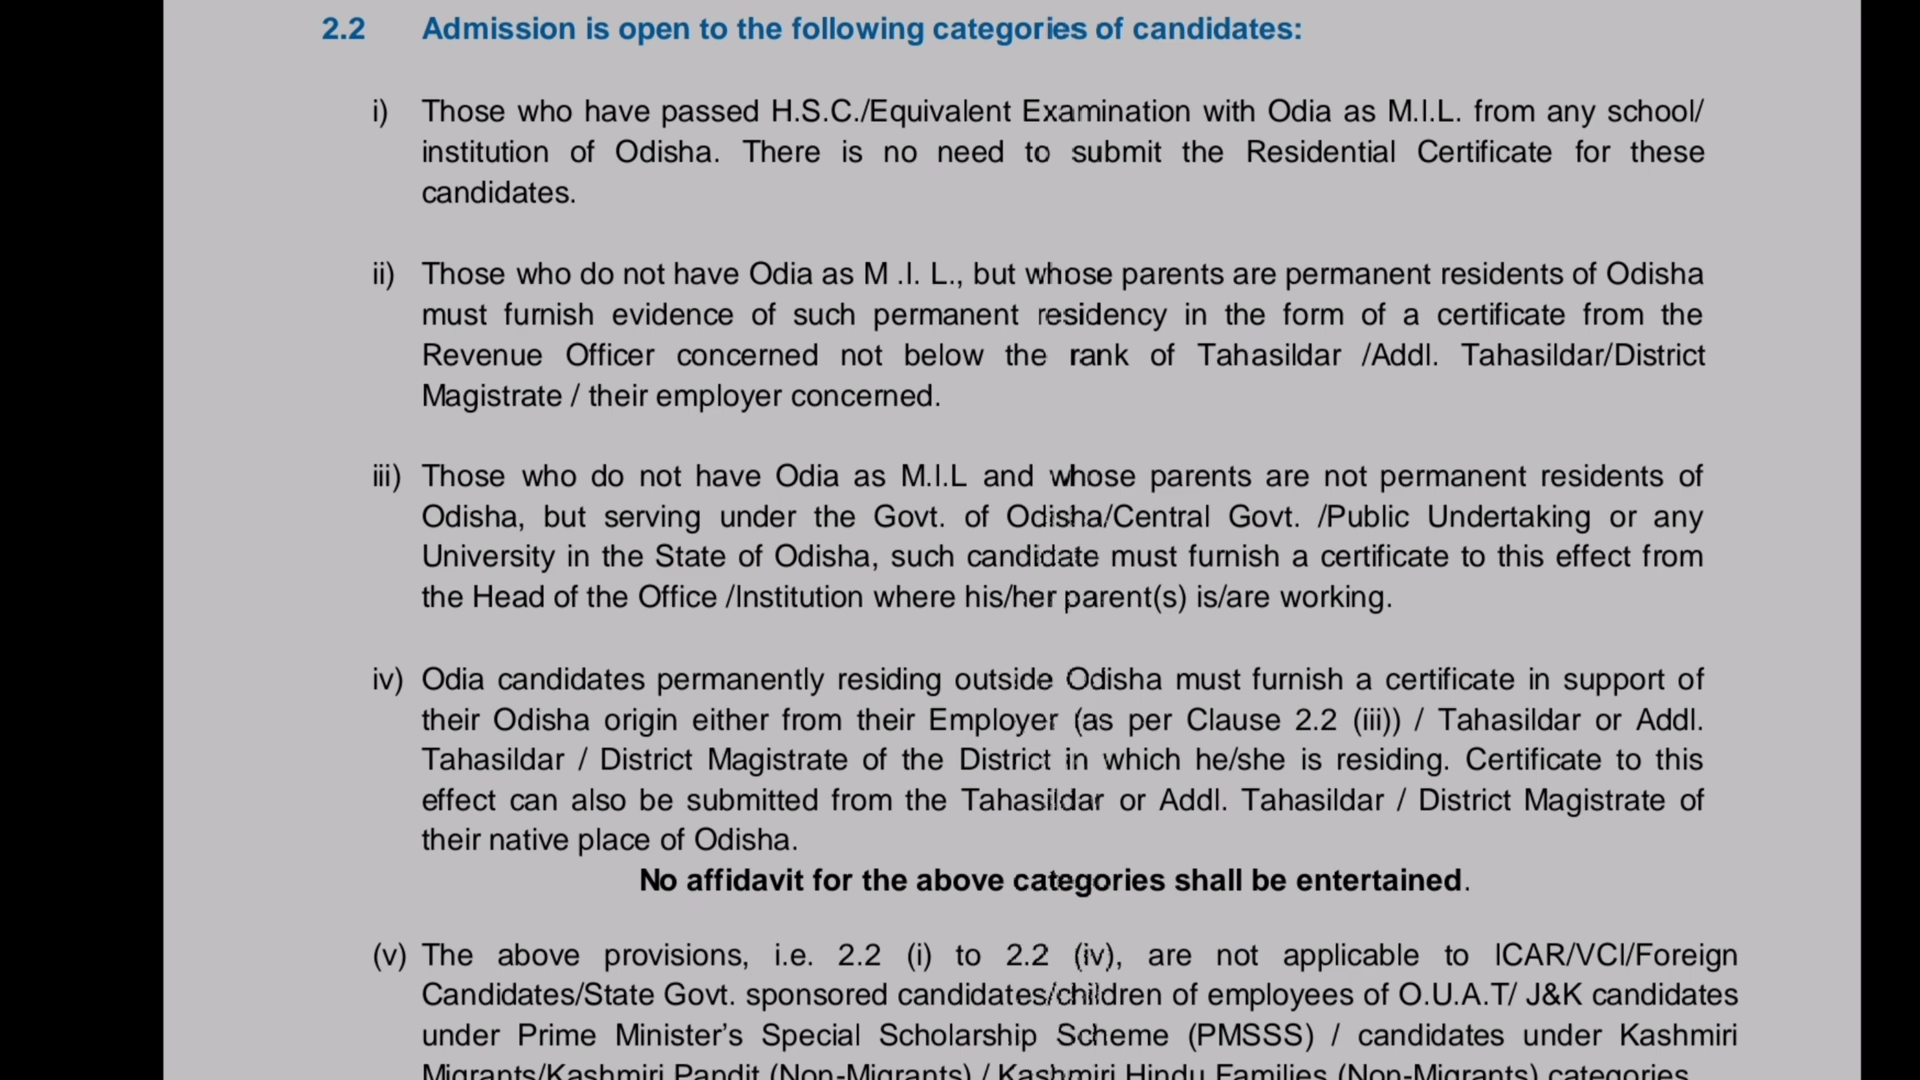 2.2 Admission is open to the following categories of candidates:
i) Those who have passed H.S.C./Equivalent Examination with Odia as M.I.L. from any school/
institution of Odisha. There is no need to submit the Residential Certificate for these
candidates.
ii) Those who do not have Odia as M .I. L., but whose parents are permanent residents of Odisha
must furnish evidence of such permanent residency in the form of a certificate from the
Revenue Officer concerned not below the rank of Tahasildar /Addl. Tahasildar/District
Magistrate / their employer concerned.
iii) Those who do not have Odia as M.I.L and whose parents are not permanent residents of
Odisha, but serving under the Govt. of Odisha/Central Govt. /Public Undertaking or any
University in the State of Odisha, such candidate must furnish a certificate to this effect from
the Head of the Office /Institution where his/her parent(s) is/are working.
iv) Odia candidates permanently residing outside Odisha must furnish a certificate in support of
their Odisha origin either from their Employer (as per Clause 2.2 (iii)) / Tahasildar or Addl.
Tahasildar / District Magistrate of the District in which he/she is residing. Certificate to this
effect can also be submitted from the Tahasildar or Addl. Tahasildar / District Magistrate of
their native place of Odisha.
No affidavit for the above categories shall be entertained.
(v) The above provisions, i.e. 2.2 (i) to 2.2 (iv), are not applicable to ICAR/VCI/Foreign
Candidates/State Govt. sponsored candidates/children of employees of O.U.A.T/ J&K candidates
under Prime Minister’s Special Scholarship Scheme (PMSSS) / candidates under Kashmiri
Migrants/Kashmiri Pandit (Non-Migrants) / Kashmiri Hindu Families (Non-Migrants) categories.